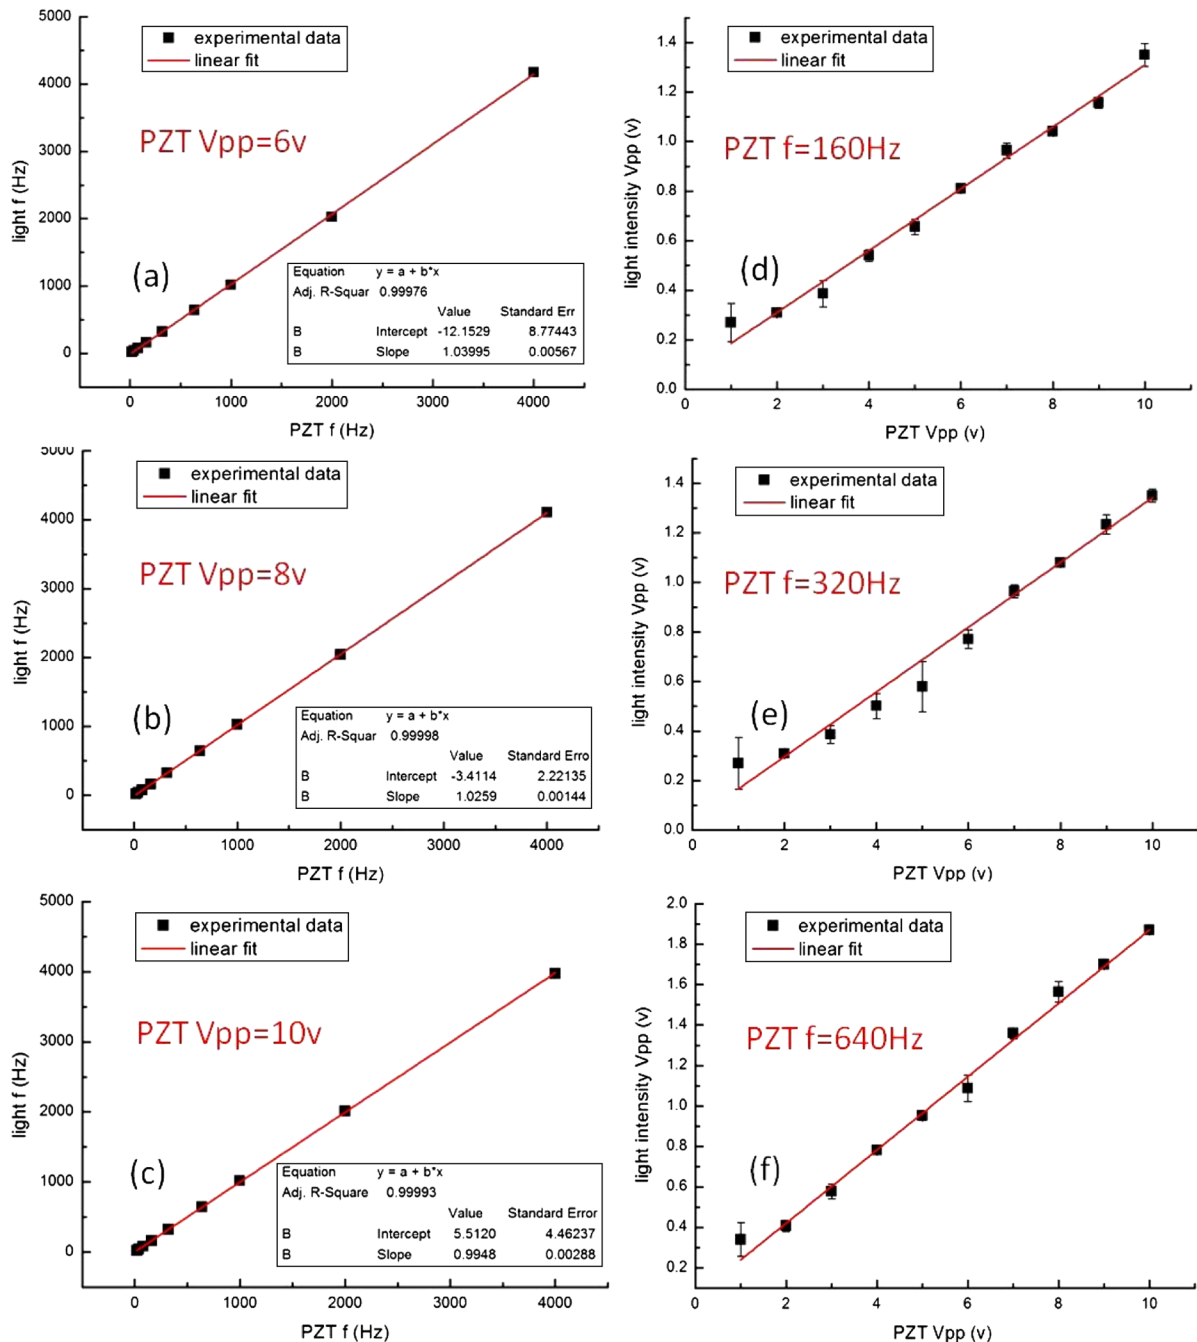 5000
4000
3000
2000
1000
0
light f (Hz)
experimental data
linear fit
PZT Vpp=6v
(a)
Equation y = a + b*x
Adj. R-Squar 0.99976
Value Standard Err
B Intercept -12.1529 8.77443
B Slope 1.03995 0.00567
0 1000 2000 3000 4000
PZT f (Hz)
1.4
1.2
1.0
0.8
0.6
0.4
0.2
0.0
light intensity Vpp (v)
experimental data
linear fit
PZT f=160Hz
(d)
0 2 4 6 8 10
PZT Vpp (v)
5000
4000
3000
2000
1000
0
light f (Hz)
experimental data
linear fit
PZT Vpp=8v
(b)
Equation y = a + b*x
Adj. R-Squar 0.99998
Value Standard Erro
B Intercept -3.4114 2.22135
B Slope 1.0259 0.00144
0 1000 2000 3000 4000
PZT f (Hz)
1.4
1.2
1.0
0.8
0.6
0.4
0.2
0.0
light intensity Vpp (v)
experimental data
linear fit
PZT f=320Hz
(e)
0 2 4 6 8 10
PZT Vpp (v)
5000
4000
3000
2000
1000
0
light f (Hz)
experimental data
linear fit
PZT Vpp=10v
(c)
Equation y = a + b*x
Adj. R-Square 0.99993
Value Standard Error
B Intercept 5.5120 4.46237
B Slope 0.9948 0.00288
0 1000 2000 3000 4000
PZT f (Hz)
2.0
1.8
1.6
1.4
1.2
1.0
0.8
0.6
0.4
0.2
light intensity Vpp (v)
experimental data
linear fit
PZT f=640Hz
(f)
0 2 4 6 8 10
PZT Vpp (v)